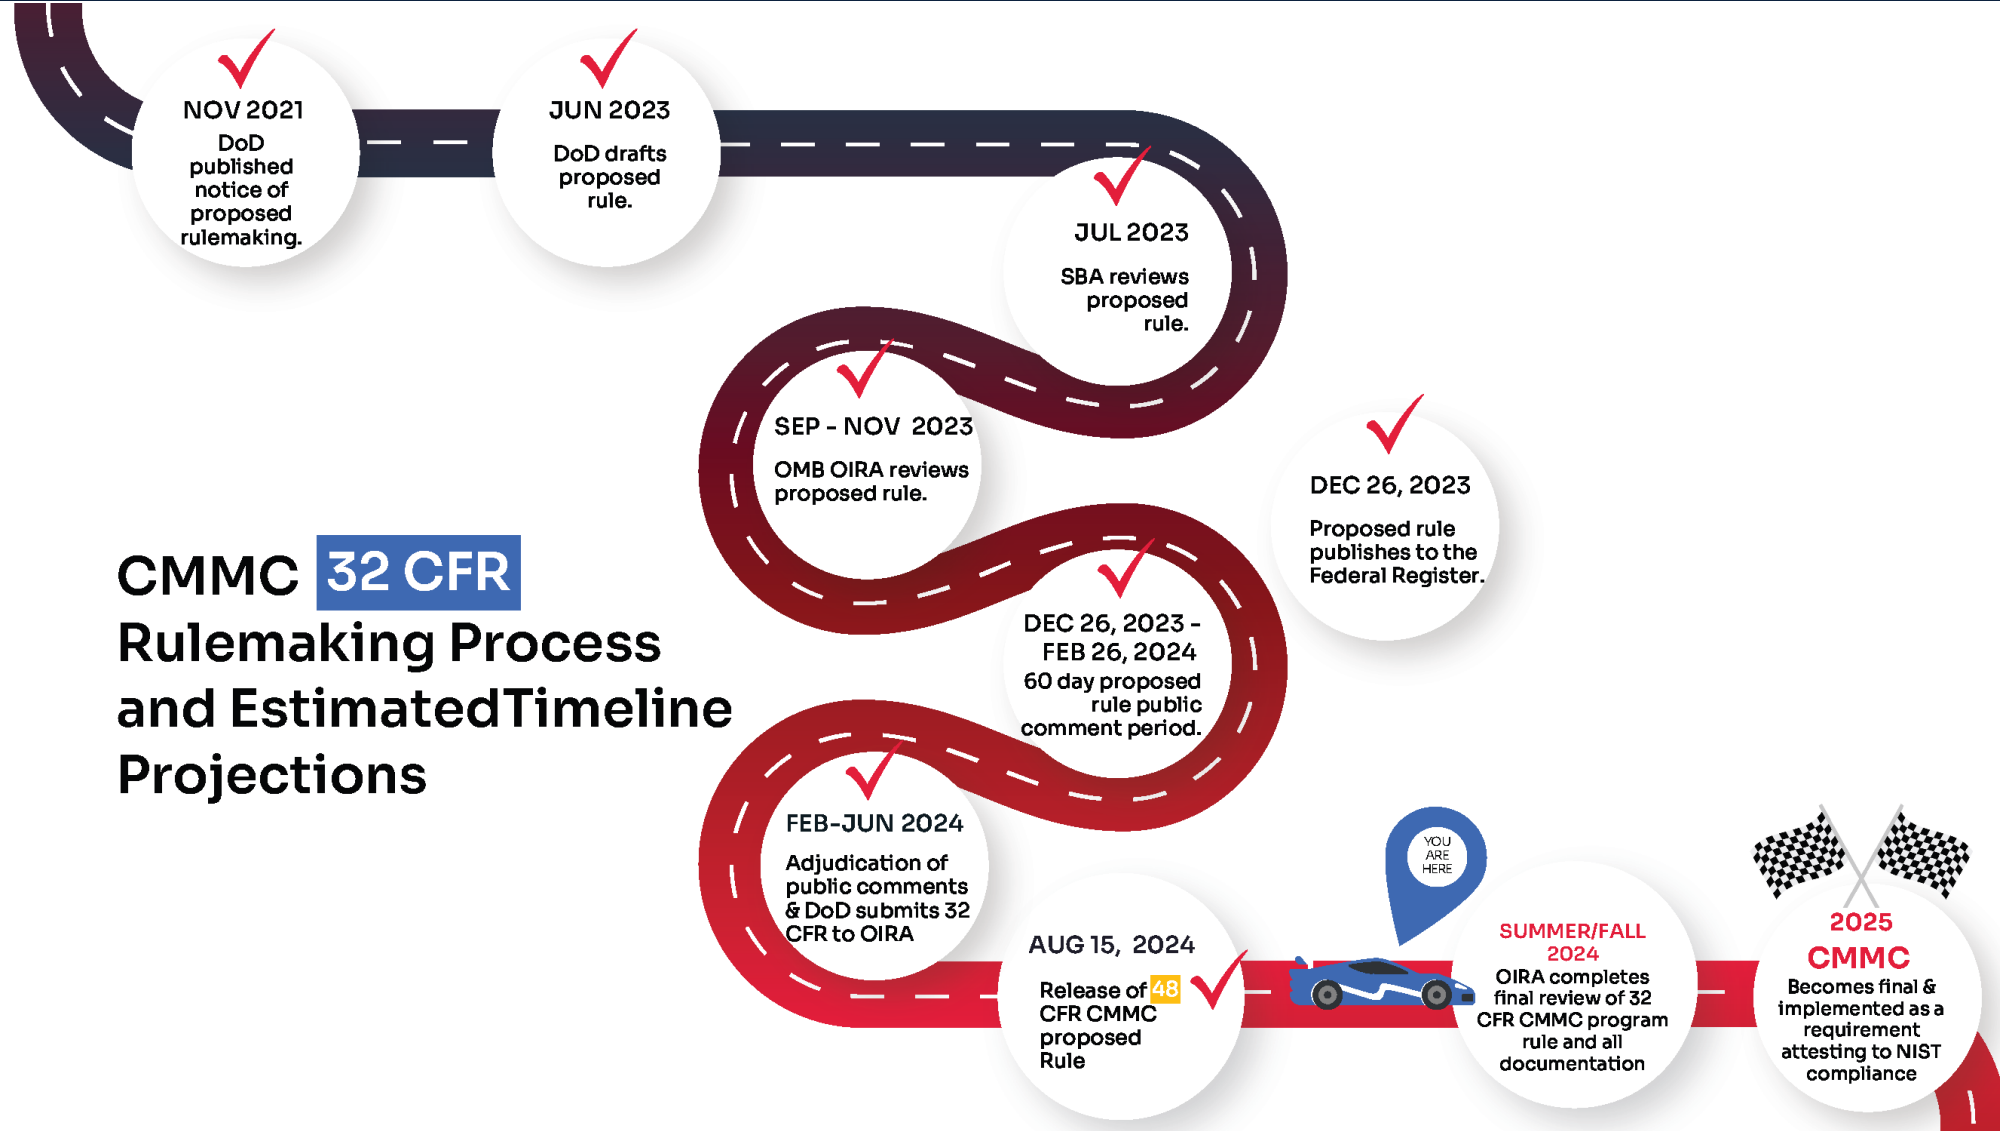 NOV 2021
DoD
published
notice of
proposed
rulemaking.
JUN 2023
DoD drafts
proposed
rule.
JUL 2023
SBA reviews
proposed
rule.
SEP - NOV 2023
OMB OIRA reviews
proposed rule.
DEC 26, 2023
Proposed rule
publishes to the
Federal Register.
CMMC 32 CFR
Rulemaking Process
and EstimatedTimeline
Projections
DEC 26, 2023 -
FEB 26, 2024
60 day proposed
rule public
comment period.
FEB-JUN 2024
Adjudication of
public comments
& DoD submits 32
CFR to OIRA
AUG 15, 2024
Release of 48
CFR CMMC
proposed
Rule
YOU
ARE
HERE
SUMMER/FALL
2024
OIRA completes
final review of 32
CFR CMMC program
rule and all
documentation
2025
CMMC
Becomes final &
implemented as a
requirement
attesting to NIST
compliance